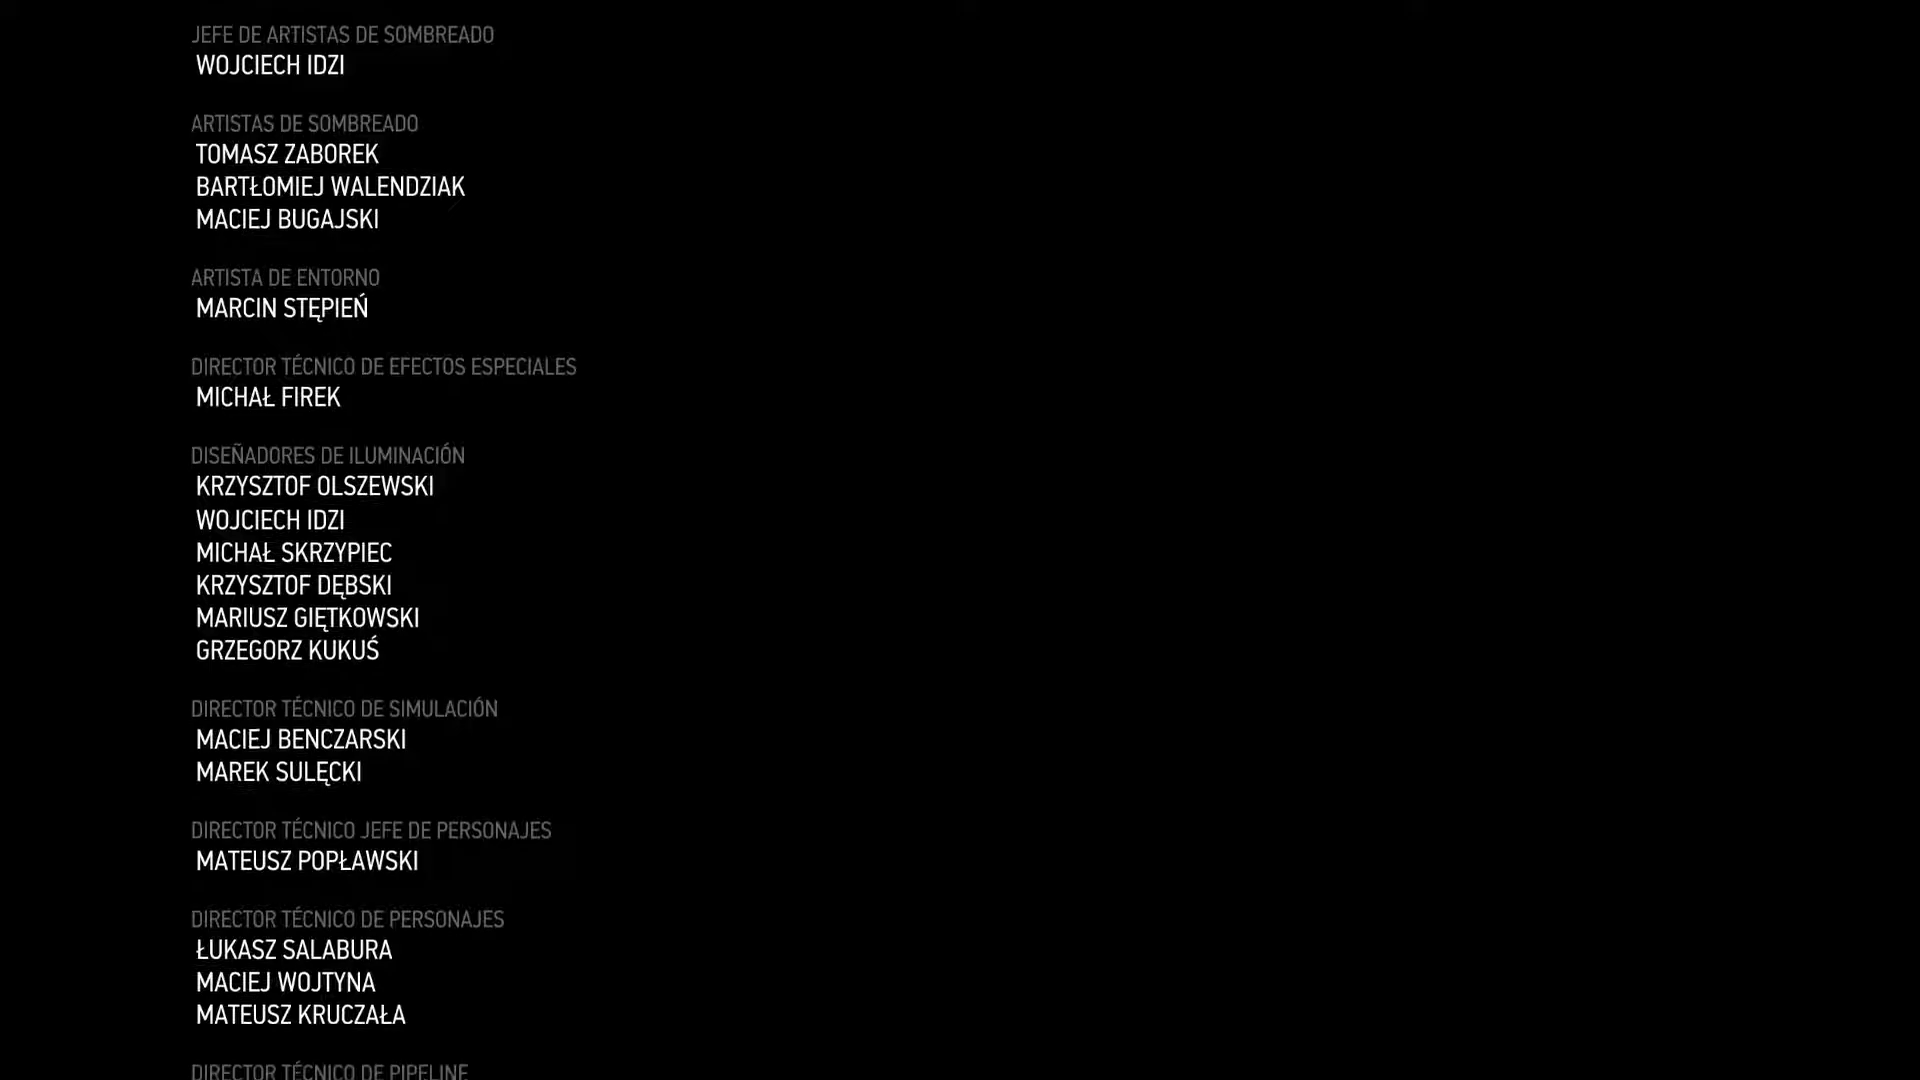 JEFE DE ARTISTAS DE SOMBREADO
WOJCIECH IDZI
ARTISTAS DE SOMBREADO
TOMASZ ZABOREK
BARTŁOMIEJ WALENDZIAK
MACIEJ BUGAJSKI
ARTISTA DE ENTORNO
MARCIN STĘPIEŃ
DIRECTOR TÉCNICO DE EFECTOS ESPECIALES
MICHAŁ FIREK
DISEÑADORES DE ILUMINACIÓN
KRZYSZTOF OLSZEWSKI
WOJCIECH IDZI
MICHAŁ SKRZYPIEC
KRZYSZTOF DĘBSKI
MARIUSZ GIĘTKOWSKI
GRZEGORZ KUKUŚ
DIRECTOR TÉCNICO DE SIMULACIÓN
MACIEJ BENCZARSKI
MAREK SULĘCKI
DIRECTOR TÉCNICO JEFE DE PERSONAJES
MATEUSZ POPŁAWSKI
DIRECTOR TÉCNICO DE PERSONAJES
ŁUKASZ SALABURA
MACIEJ WOJTYNA
MATEUSZ KRUCZAŁA
DIRECTOR TÉCNICO DE PIPELINE